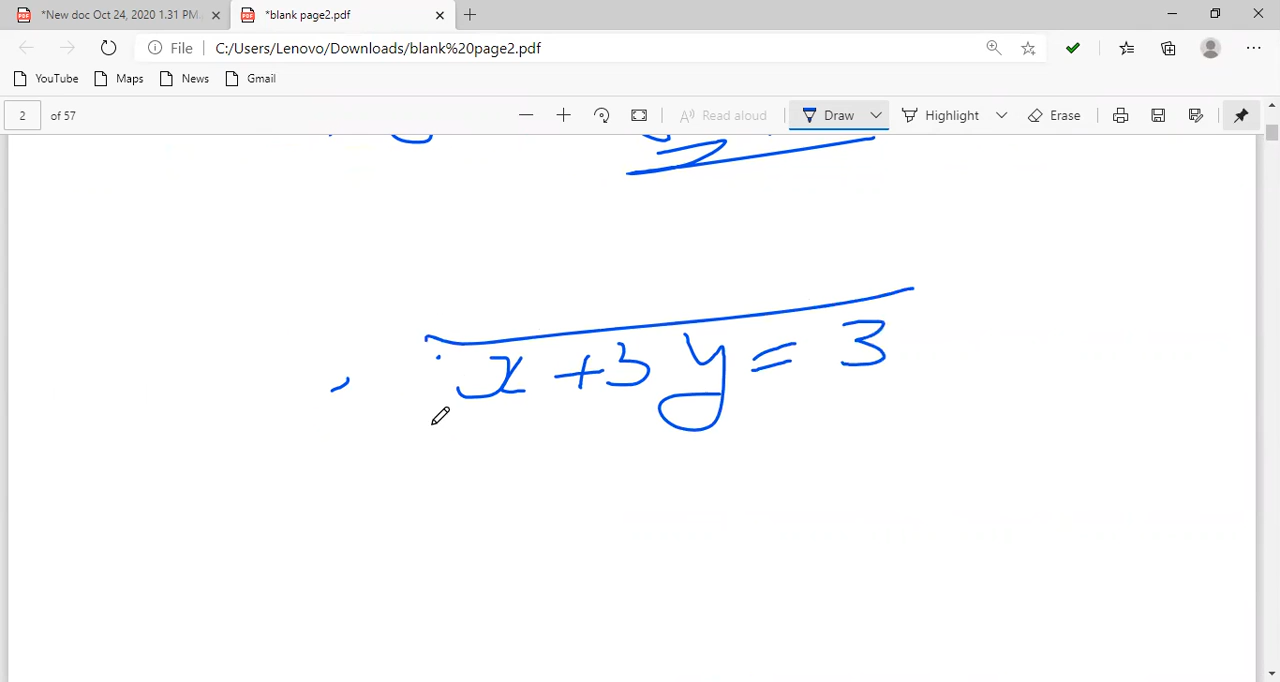 *New doc Oct 24, 2020 1.31 PM.
*blank page2.pdf
File
C:/Users/Lenovo/Downloads/blank%20page2.pdf
YouTube Maps News Gmail
2 of 57 Read aloud Draw Highlight Erase
x + 3y = 3